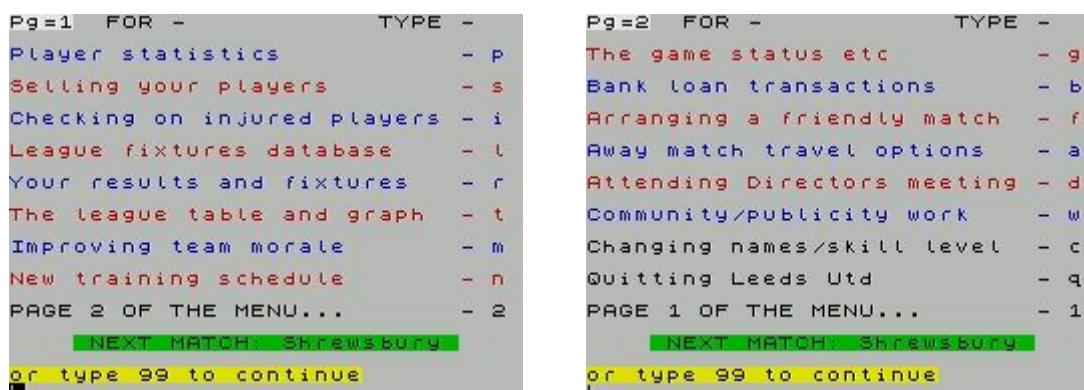 Pg=1 FOR - TYPE -
Player statistics - p
Selling your players - s
Checking on injured players - i
League fixtures database - l
Your results and fixtures - r
The league table and graph - t
Improving team morale - m
New training schedule - n
PAGE 2 OF THE MENU... - 2
NEXT MATCH: Shrewsbury
or type 99 to continue
Pg=2 FOR - TYPE -
The game status etc - g
Bank loan transactions - b
Arranging a friendly match - f
Away match travel options - a
Attending Directors meeting - d
Community/publicity work - w
Changing names/skill level - c
Quitting Leeds Utd - q
PAGE 1 OF THE MENU... - 1
NEXT MATCH: Shrewsbury
or type 99 to continue